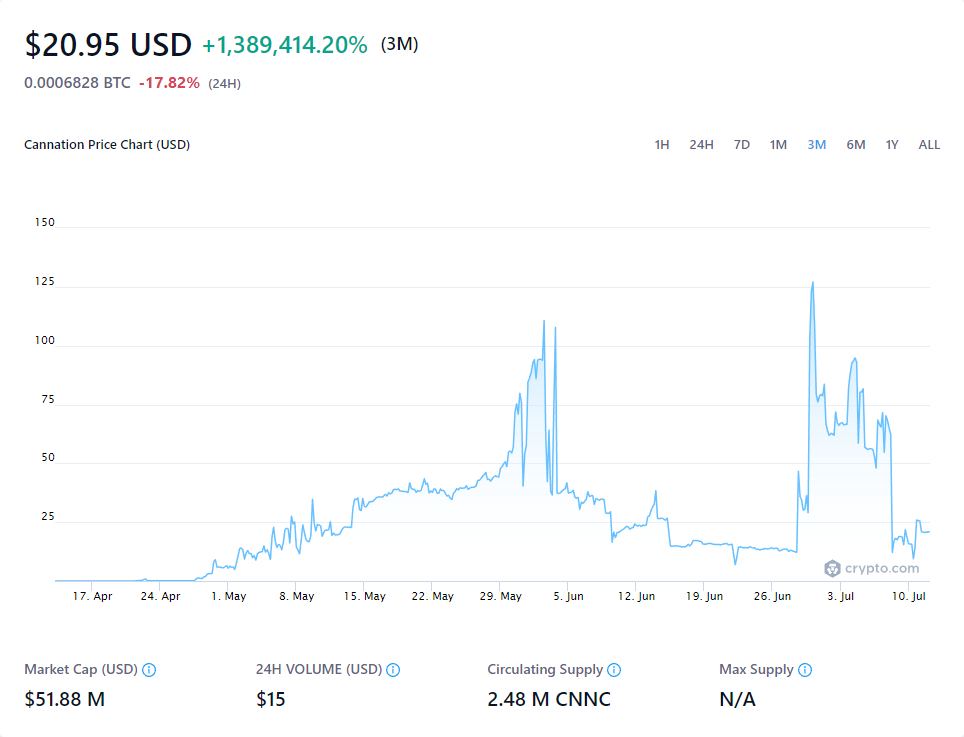 $20.95 USD +1,389,414.20% (3M)
0.0006828 BTC -17.82% (24H)
Cannation Price Chart (USD) 1H 24H 7D 1M 3M 6M 1Y ALL
150
125
100
75
50
25
crypto.com
17. Apr 24. Apr 1. May 8. May 15. May 22. May 29. May 5. Jun 12. Jun 19. Jun 26. Jun 3. Jul 10. Jul
Market Cap (USD) 24H VOLUME (USD) Circulating Supply Max Supply
$51.88 M $15 2.48 M CNNC N/A